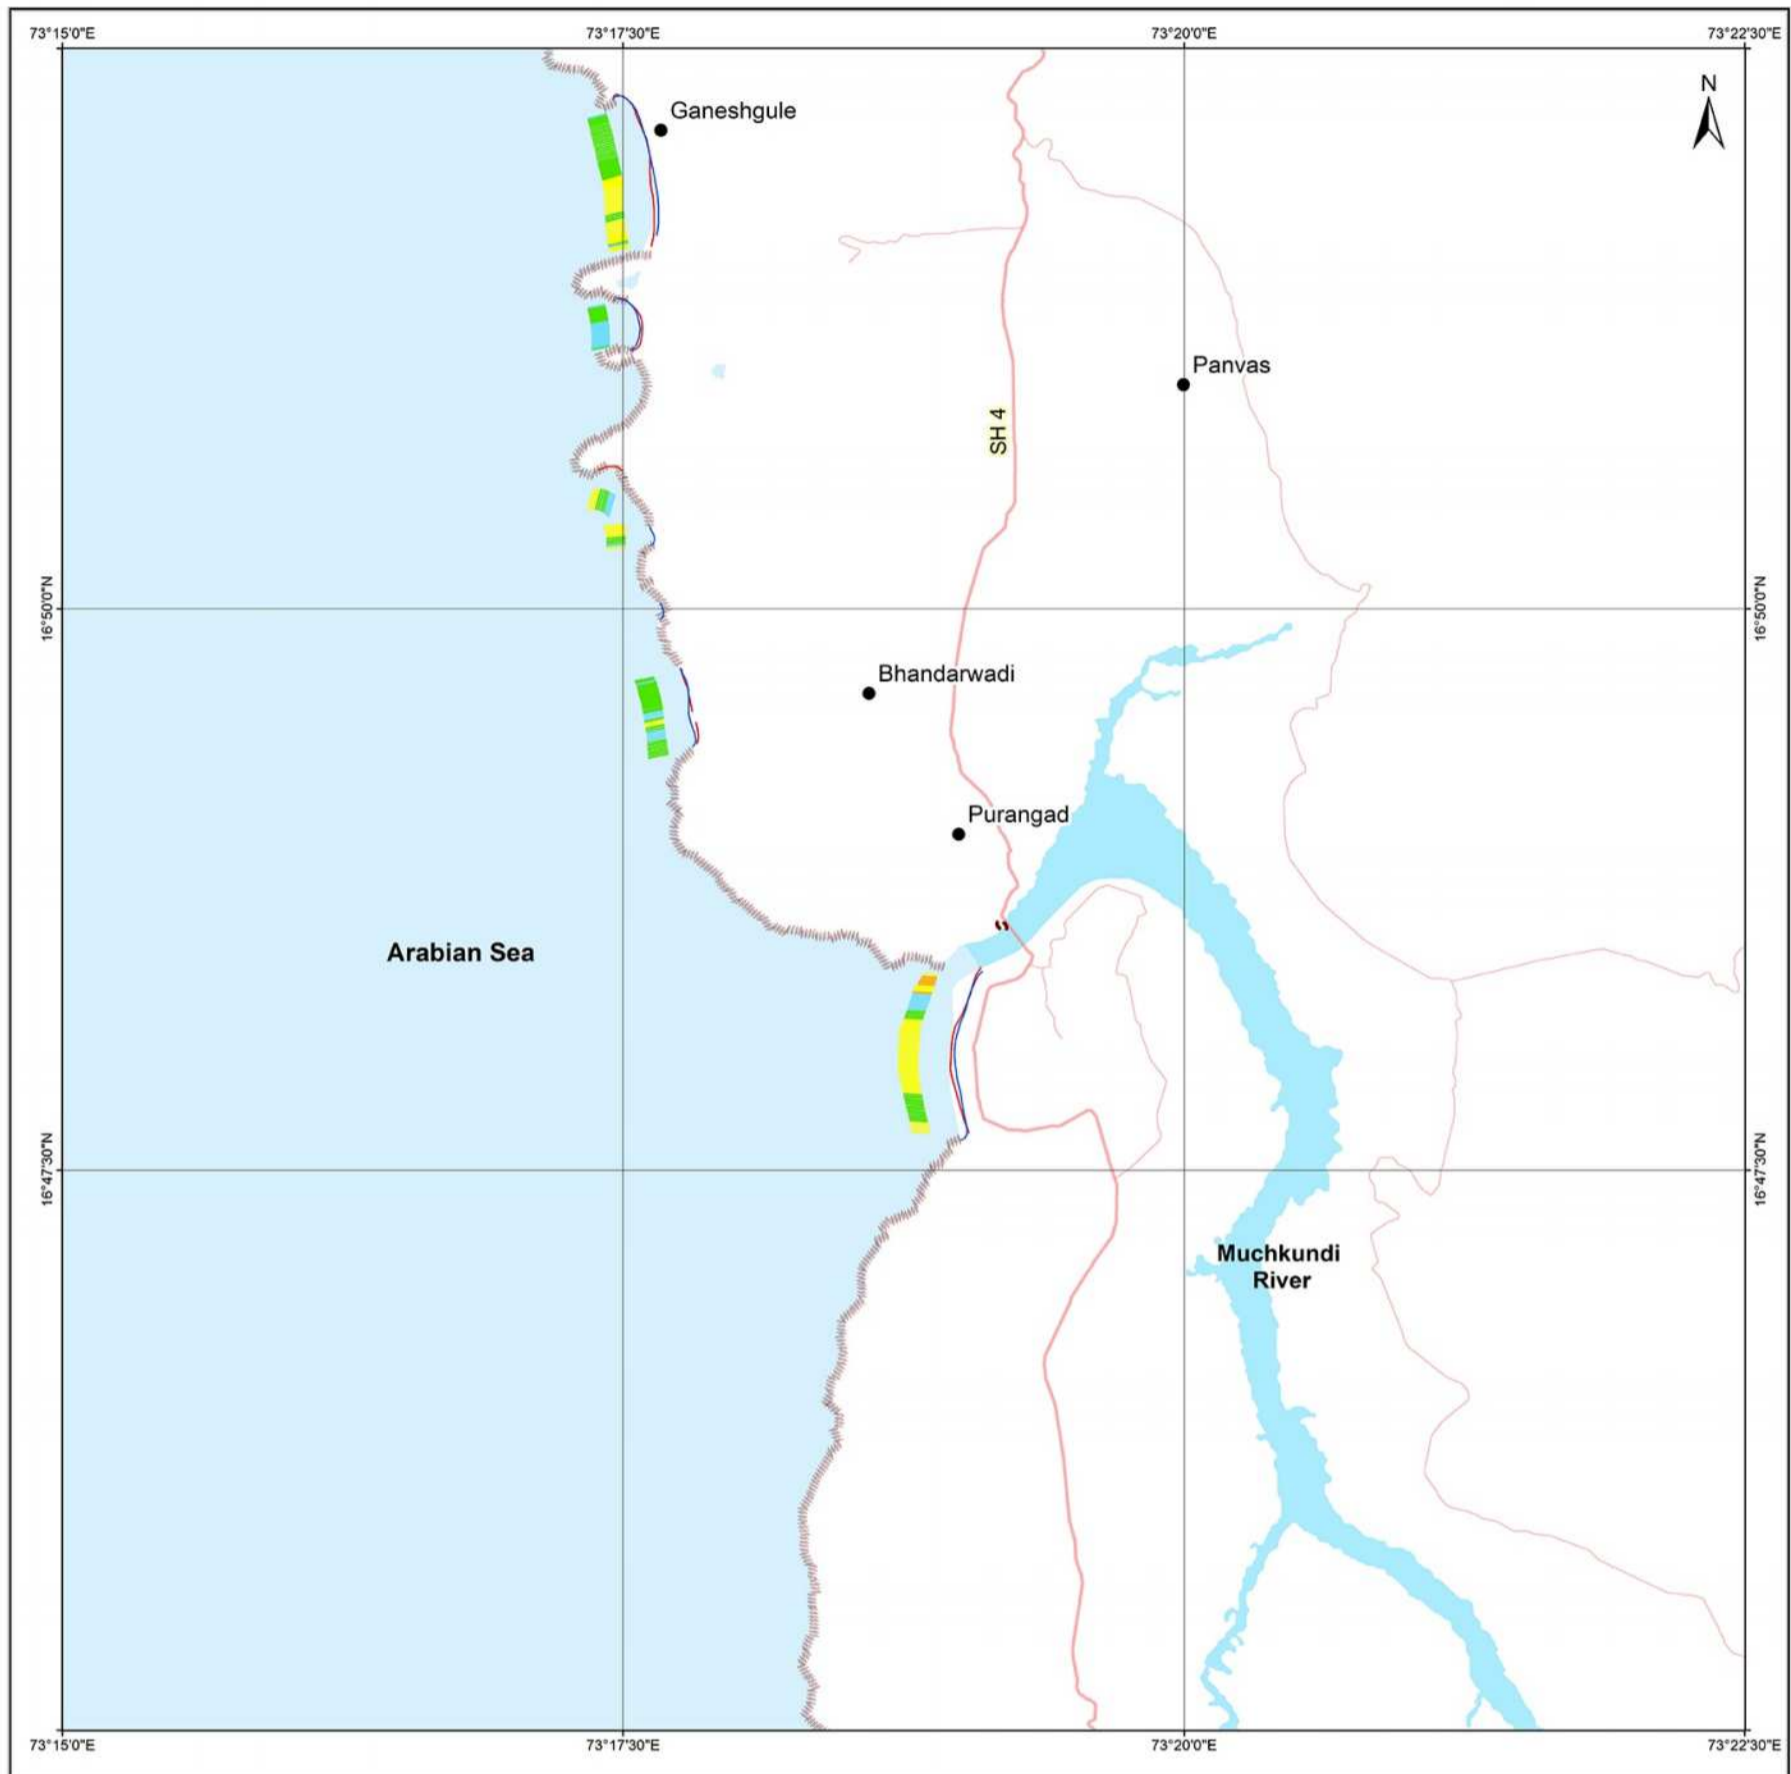 73°15'0"E
73°17'30"E
73°20'0"E
73°22'30"E
N
Ganeshgule
Panvas
SH 4
16°50'0"N
16°50'0"N
Bhandarwadi
Purangad
Arabian Sea
16°47'30"N
16°47'30"N
Muchkundi
River
73°15'0"E
73°17'30"E
73°20'0"E
73°22'30"E